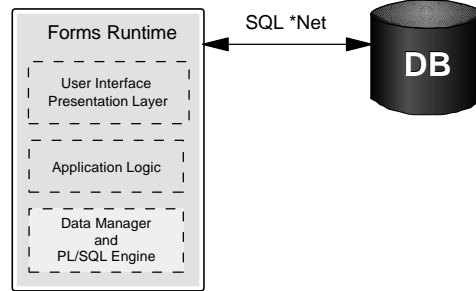 Forms Runtime
SQL *Net
DB
User Interface
Presentation Layer
Application Logic
Data Manager
and
PL/SQL Engine